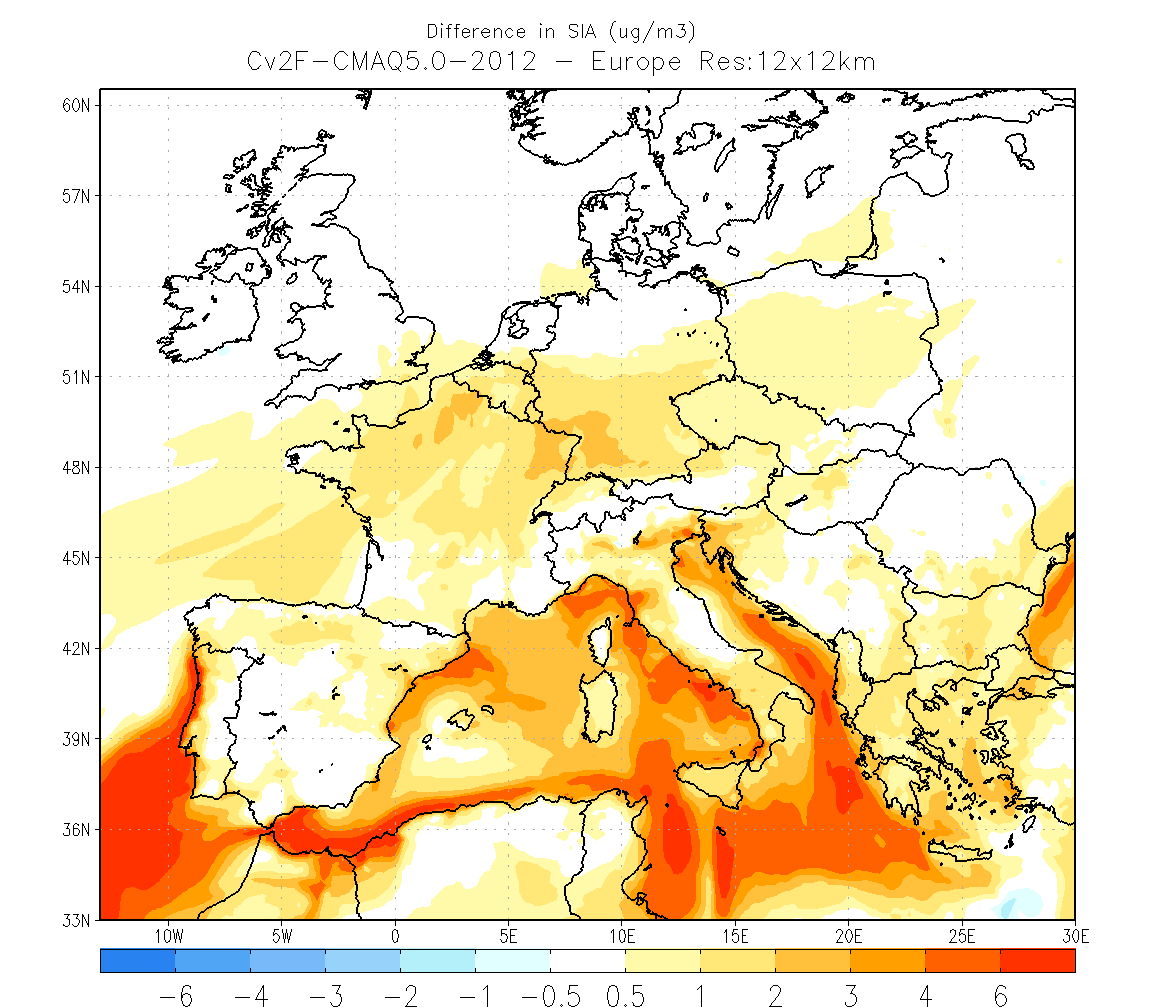 Difference in SIA (ug/m3)
Cv2F-CMAQ5.0-2012 - Europe Res:12x12km
60N
57N
54N
51N
48N
45N
42N
39N
36N
33N
10W 5W 0 5E 10E 15E 20E 25E 30E
-6 -4 -3 -2 -1 -0.5 0.5 1 2 3 4 6